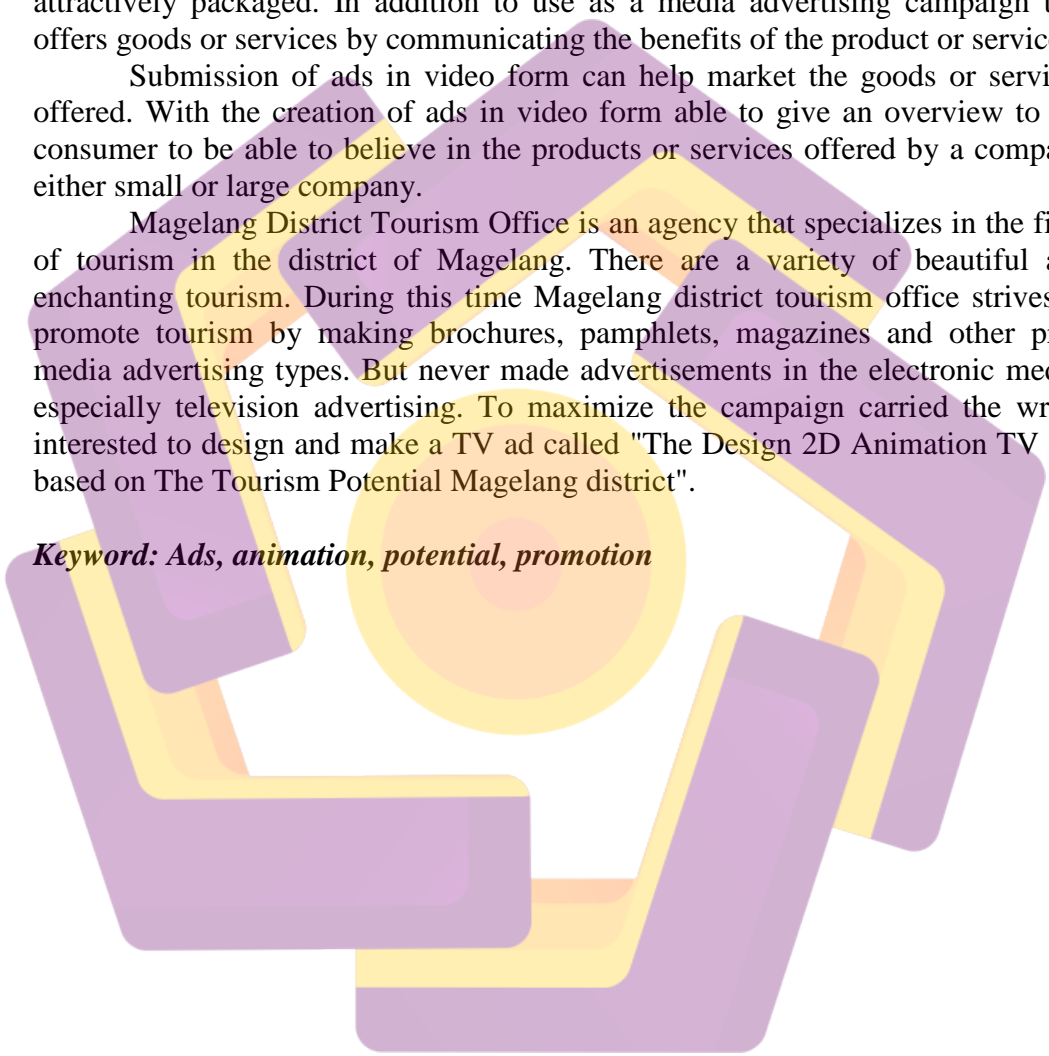 attractively packaged. In addition to use as a media advertising campaign
offers goods or services by communicating the benefits of the product or
Submission of ads in video form can help market the goods or
offered. With the creation of ads in video form able to give an overview to
consumer to be able to believe in the products or services offered by a
either small or large company.
Magelang District Tourism Office is an agency that specializes in the
of tourism in the district of Magelang. There are a variety of beautiful
enchanting tourism. During this time Magelang district tourism office strives
promote tourism by making brochures, pamphlets, magazines and other
media advertising types. But never made advertisements in the electronic
especially television advertising. To maximize the campaign carried the
interested to design and make a TV ad called "The Design 2D Animation TV
based on The Tourism Potential Magelang district".
Keyword: Ads, animation, potential, promotion